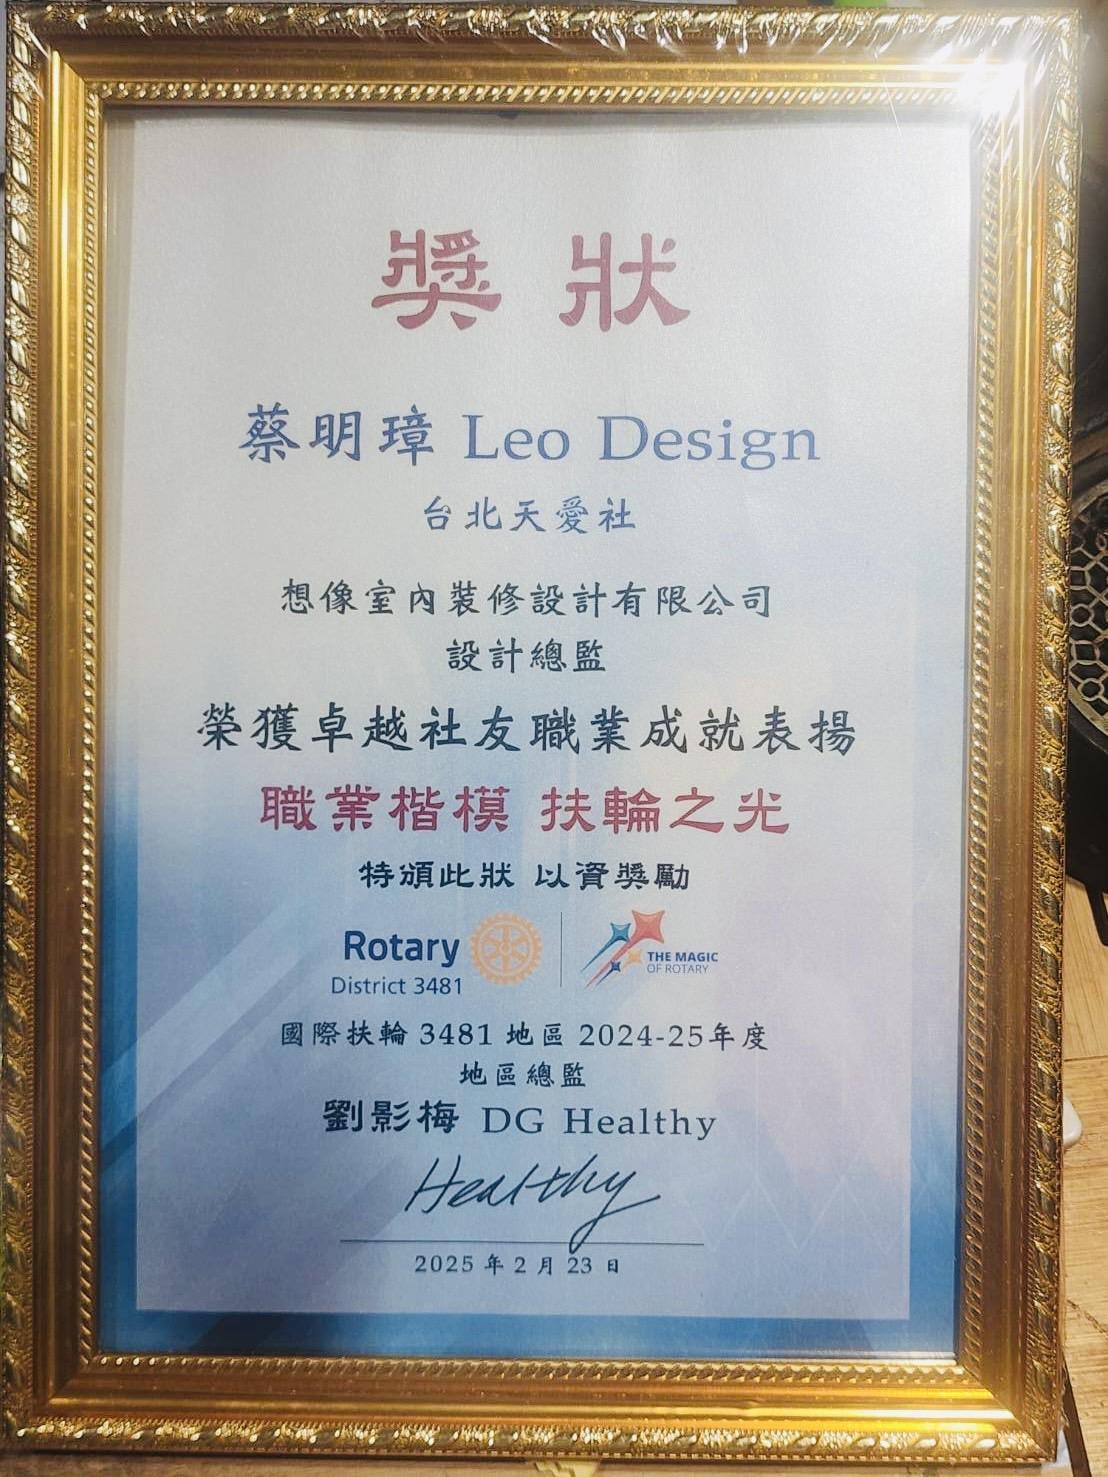 獎狀
蔡明璋 Leo Design
台北天愛社
想像室內裝修設計有限公司
設計總監
榮獲卓越社友職業成就表揚
職業楷模 扶輪之光
特頒此狀 以資獎勵
Rotary
District 3481
THE MAGIC
OF ROTARY
國際扶輪 3481 地區 2024-25年度
地區總監
劉影梅 DG Healthy
Healthy
2025 年 2 月 23 日